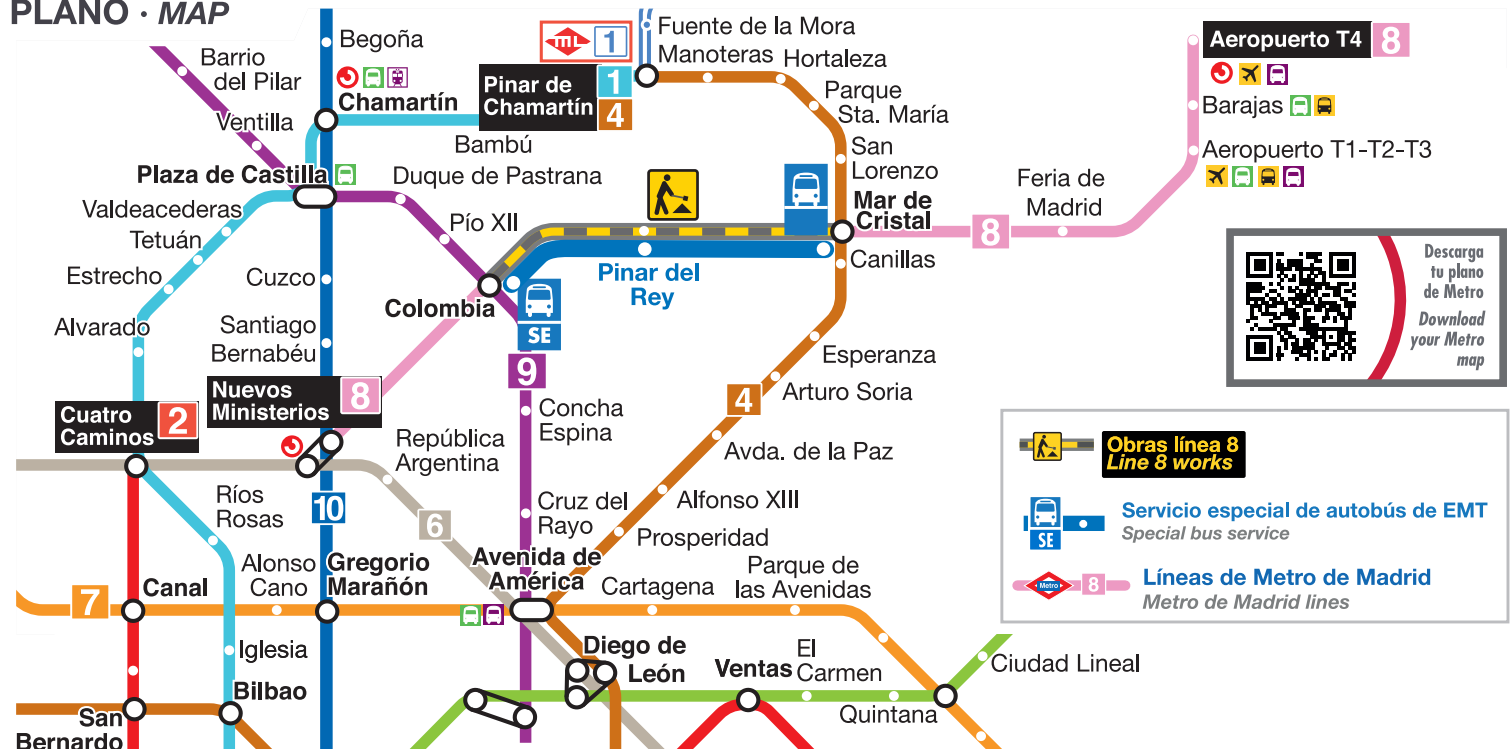 PLANO · MAP
Begoña
Barrio
del Pilar
Ventilla
Chamartín
ML 1
Fuente de la Mora
Manoteras
Hortaleza
Pinar de
Chamartín
1
4
Bambú
Parque
Sta. María
San
Lorenzo
Aeropuerto T4 8
Barajas
Aeropuerto T1-T2-T3
Plaza de Castilla
Duque de Pastrana
Valdeacederas
Tetuán
Estrecho
Alvarado
Pío XII
Cuzco
Santiago
Bernabéu
Colombia
SE
Pinar del
Rey
Mar de
Cristal
8
Feria de
Madrid
Canillas
Esperanza
Arturo Soria
4
Avda. de la Paz
Alfonso XIII
Prosperidad
Descarga
tu plano
de Metro
Download
your Metro
map
Nuevos
Ministerios
8
Cuatro
Caminos
2
9
Concha
Espina
República
Argentina
Ríos
Rosas
10
6
Cruz del
Rayo
Alonso
Cano
Gregorio
Marañón
Avenida de
América
Cartagena
Parque de
las Avenidas
7
Canal
Iglesia
Bilbao
San
Bernardo
Diego de
León
Ventas
El
Carmen
Quintana
Ciudad Lineal
Obras línea 8
Line 8 works
SE
Servicio especial de autobús de EMT
Special bus service
Metro
8
Líneas de Metro de Madrid
Metro de Madrid lines